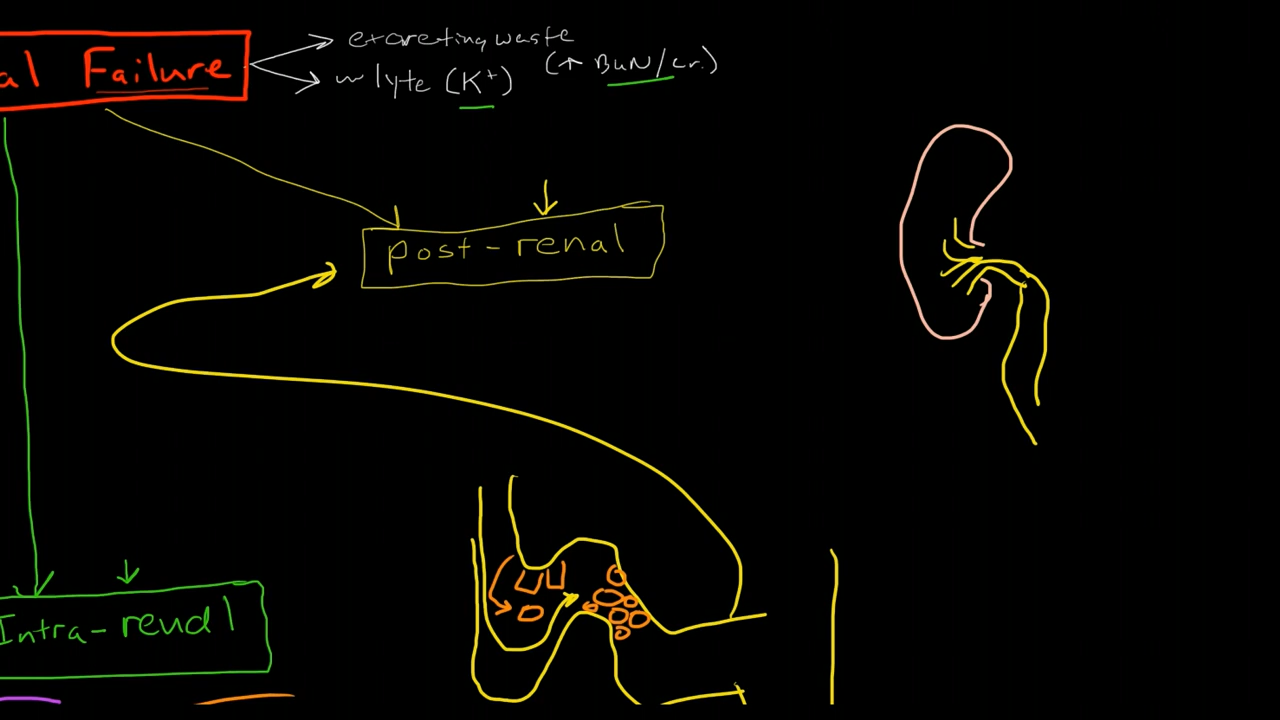 excreting waste
al Failure
(↑ BUN/cr.)
lyte (K+)
post-renal
Intra-renal